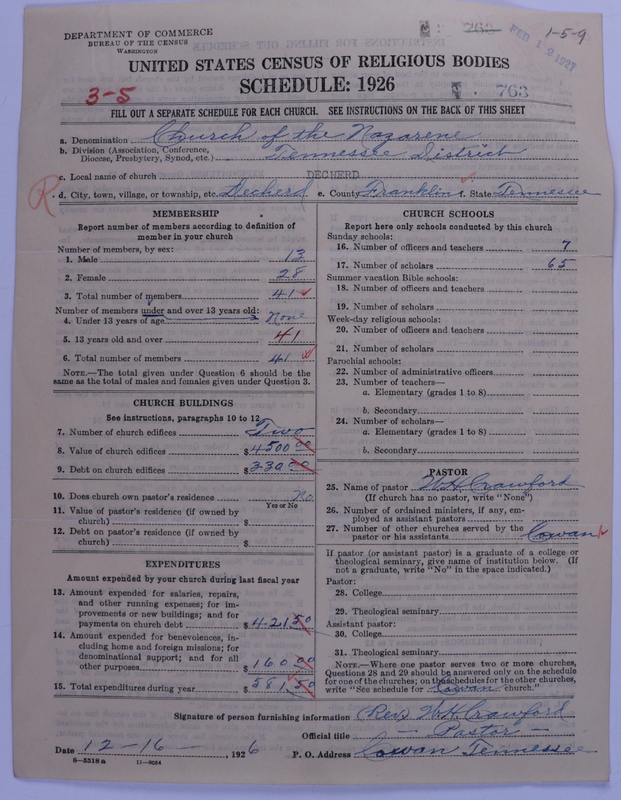 DEPARTMENT OF COMMERCE
BUREAU OF THE CENSUS
WASHINGTON
763
FEB 12 1927
1-5-9
UNITED STATES CENSUS OF RELIGIOUS BODIES
SCHEDULE: 1926
3-5
763
FILL OUT A SEPARATE SCHEDULE FOR EACH CHURCH. SEE INSTRUCTIONS ON THE BACK OF THIS SHEET
a. Denomination Church of the Nazarene
b. Division (Association, Conference, Diocese, Presbytery, Synod, etc.) Tennessee District
c. Local name of church DECHERD
R d. City, town, village, or township, etc. Decherd e. County Franklin f. State Tennessee
MEMBERSHIP
Report number of members according to definition of
member in your church
Number of members, by sex:
1. Male 13
2. Female 28
3. Total number of members 41
Number of members under and over 13 years old:
4. Under 13 years of age None
5. 13 years old and over 41
6. Total number of members 41
NOTE.—The total given under Question 6 should be the
same as the total of males and females given under Question 3.
CHURCH BUILDINGS
See instructions, paragraphs 10 to 12
7. Number of church edifices Two
8. Value of church edifices $4500 00
9. Debt on church edifices $330 00
10. Does church own pastor's residence No
Yes or No
11. Value of pastor's residence (if owned by
church) $
12. Debt on pastor's residence (if owned by
church) $
EXPENDITURES
Amount expended by your church during last fiscal year
13. Amount expended for salaries, repairs,
and other running expenses; for im-
provements or new buildings; and for
payments on church debt $421 50
14. Amount expended for benevolences, in-
cluding home and foreign missions; for
denominational support; and for all
other purposes $160 00
15. Total expenditures during year $581 50
CHURCH SCHOOLS
Report here only schools conducted by this church
Sunday schools:
16. Number of officers and teachers 7
17. Number of scholars 65
Summer vacation Bible schools:
18. Number of officers and teachers
19. Number of scholars
Week-day religious schools:
20. Number of officers and teachers
21. Number of scholars
Parochial schools:
22. Number of administrative officers
23. Number of teachers—
a. Elementary (grades 1 to 8)
b. Secondary
24. Number of scholars—
a. Elementary (grades 1 to 8)
b. Secondary
PASTOR
25. Name of pastor W H Crawford
(If church has no pastor, write "None")
26. Number of ordained ministers, if any, em-
ployed as assistant pastors
27. Number of other churches served by the
pastor or his assistants Cowan
If pastor (or assistant pastor) is a graduate of a college or
theological seminary, give name of institution below. (If
not a graduate, write "No" in the space indicated.)
Pastor:
28. College
29. Theological seminary
Assistant pastor:
30. College
31. Theological seminary
NOTE.—Where one pastor serves two or more churches,
Questions 28 and 29 should be answered only on the schedule
for one of the churches; on the schedules for the other churches,
write "See schedule for Cowan church."
Signature of person furnishing information Rev W H Crawford
Official title — Pastor —
Date 12-16-, 1926 P. O. Address Cowan Tennessee
8—5318 a 11—9054